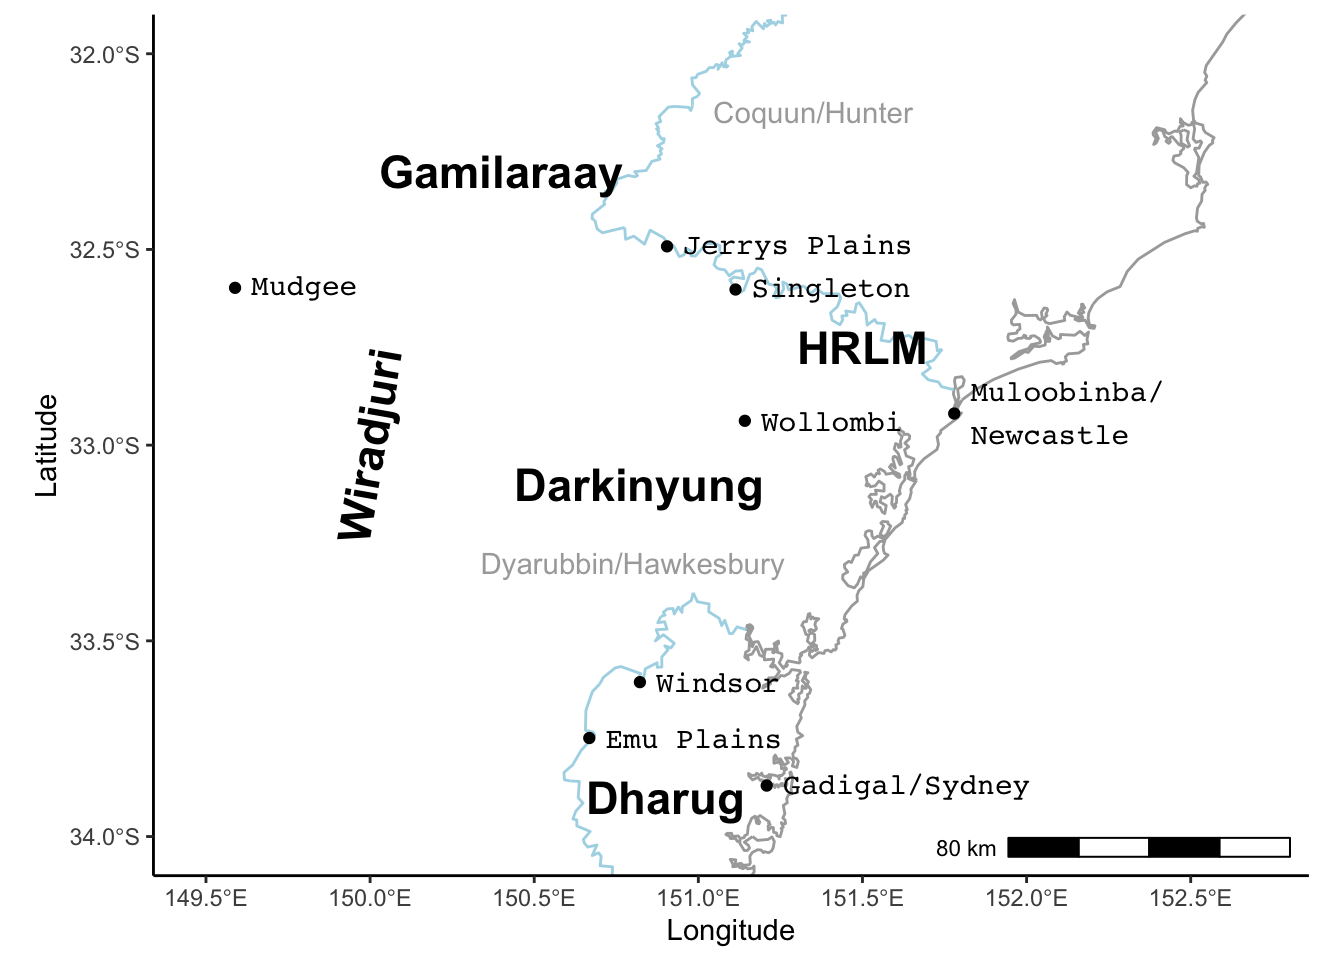 32.0°S
Coquun/Hunter
Gamilaraay
32.5°S
Jerrys Plains
Mudgee
Singleton
HRLM
Wiradjuri
Muloobinba/
Newcastle
Wollombi
33.0°S
Latitude
Darkinyung
Dyarubbin/Hawkesbury
33.5°S
Windsor
Emu Plains
Gadigal/Sydney
Dharug
34.0°S
80 km
149.5°E
150.0°E
150.5°E
151.0°E
151.5°E
152.0°E
152.5°E
Longitude